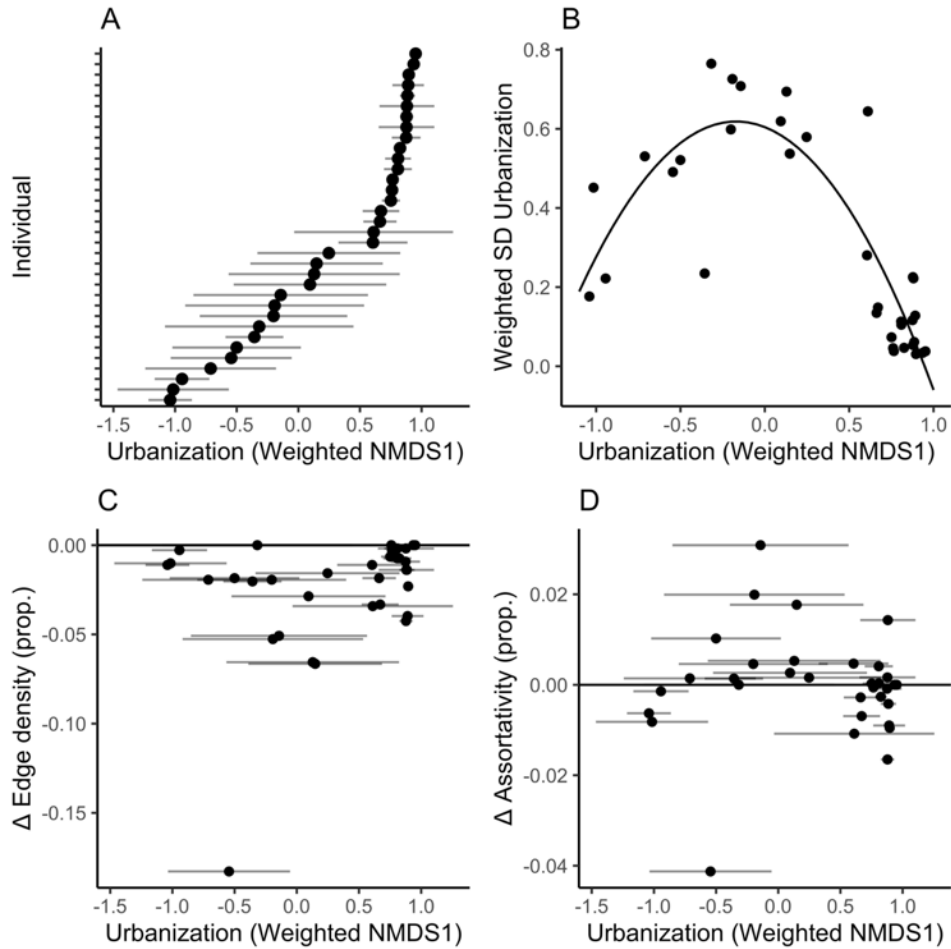 A
Individual
-1.5 -1.0 -0.5 0.0 0.5 1.0
Urbanization (Weighted NMDS1)
B
Weighted SD Urbanization
0.8
0.6
0.4
0.2
0.0
-1.0 -0.5 0.0 0.5 1.0
Urbanization (Weighted NMDS1)
C
Δ Edge density (prop.)
0.00
-0.05
-0.10
-0.15
-1.5 -1.0 -0.5 0.0 0.5 1.0
Urbanization (Weighted NMDS1)
D
Δ Assortativity (prop.)
0.02
0.00
-0.02
-0.04
-1.5 -1.0 -0.5 0.0 0.5 1.0
Urbanization (Weighted NMDS1)